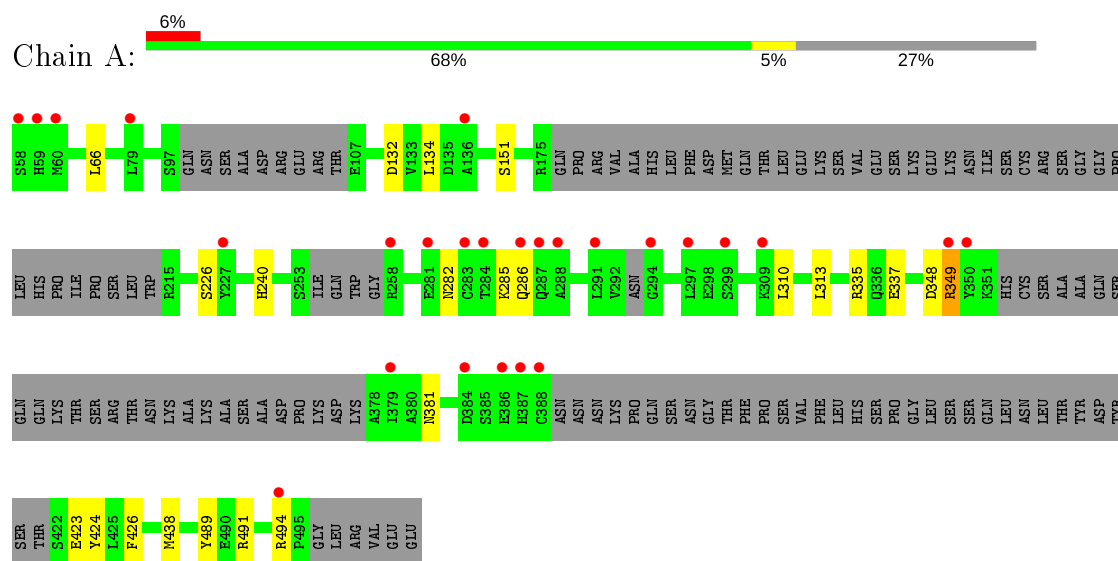 6%
Chain A:
68% 5% 27%
S58 H59 M60 L66 L79 S97 GLN ASN SER ALA ASP ARG GLU ARG THR E107 D132 V133 L134 D135 A136 S151 R175 GLN PRO ARG VAL ALA HIS LEU PHE ASP MET GLN THR LEU GLU LYS SER VAL GLU SER LYS GLU LYS ASN ILE SER CYS ARG SER GLY GLY PRO
LEU HIS PRO ILE PRO SER LEU TRP R215 S226 Y227 H240 S253 ILE GLN TRP GLY R258 E281 N282 C283 T284 K285 Q286 Q287 A288 L291 V292 ASN G294 L297 E298 S299 K309 L310 L313 R335 Q336 E337 D348 R349 Y350 K351 HIS CYS SER ALA ALA GLN SER
GLN GLN LYS THR SER ARG THR ASN LYS ALA LYS ALA SER ALA ASP PRO LYS ASP LYS A378 I379 A380 N381 D384 S385 E386 H387 C388 ASN ASN ASN LYS PRO GLN SER ASN GLY THR PHE PRO SER VAL PHE LEU HIS SER PRO GLY LEU SER SER GLN LEU ASN LEU THR TYR ASP TYR
SER THR S422 E423 Y424 L425 F426 M438 Y489 E490 R491 R494 P495 GLY LEU ARG VAL GLU GLU